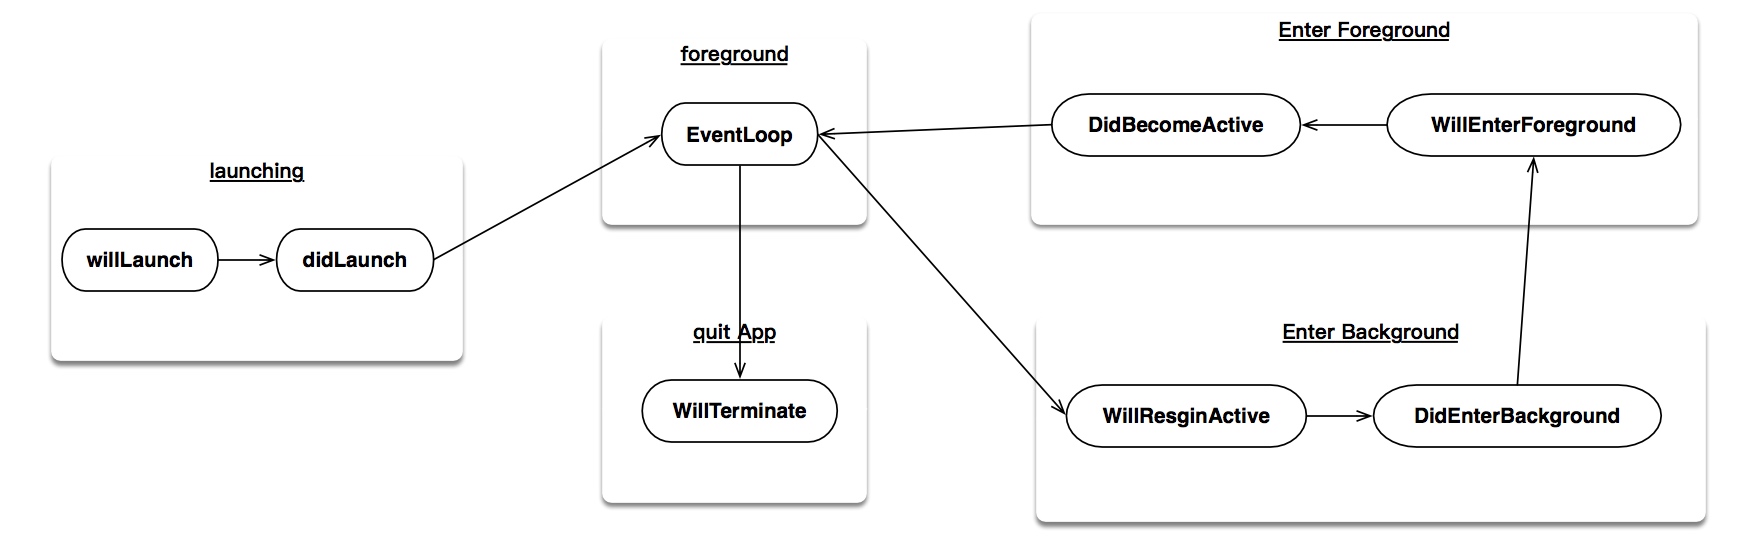 launching
willLaunch
didLaunch
foreground
EventLoop
quit App
WillTerminate
Enter Foreground
DidBecomeActive
WillEnterForeground
Enter Background
WillResginActive
DidEnterBackground